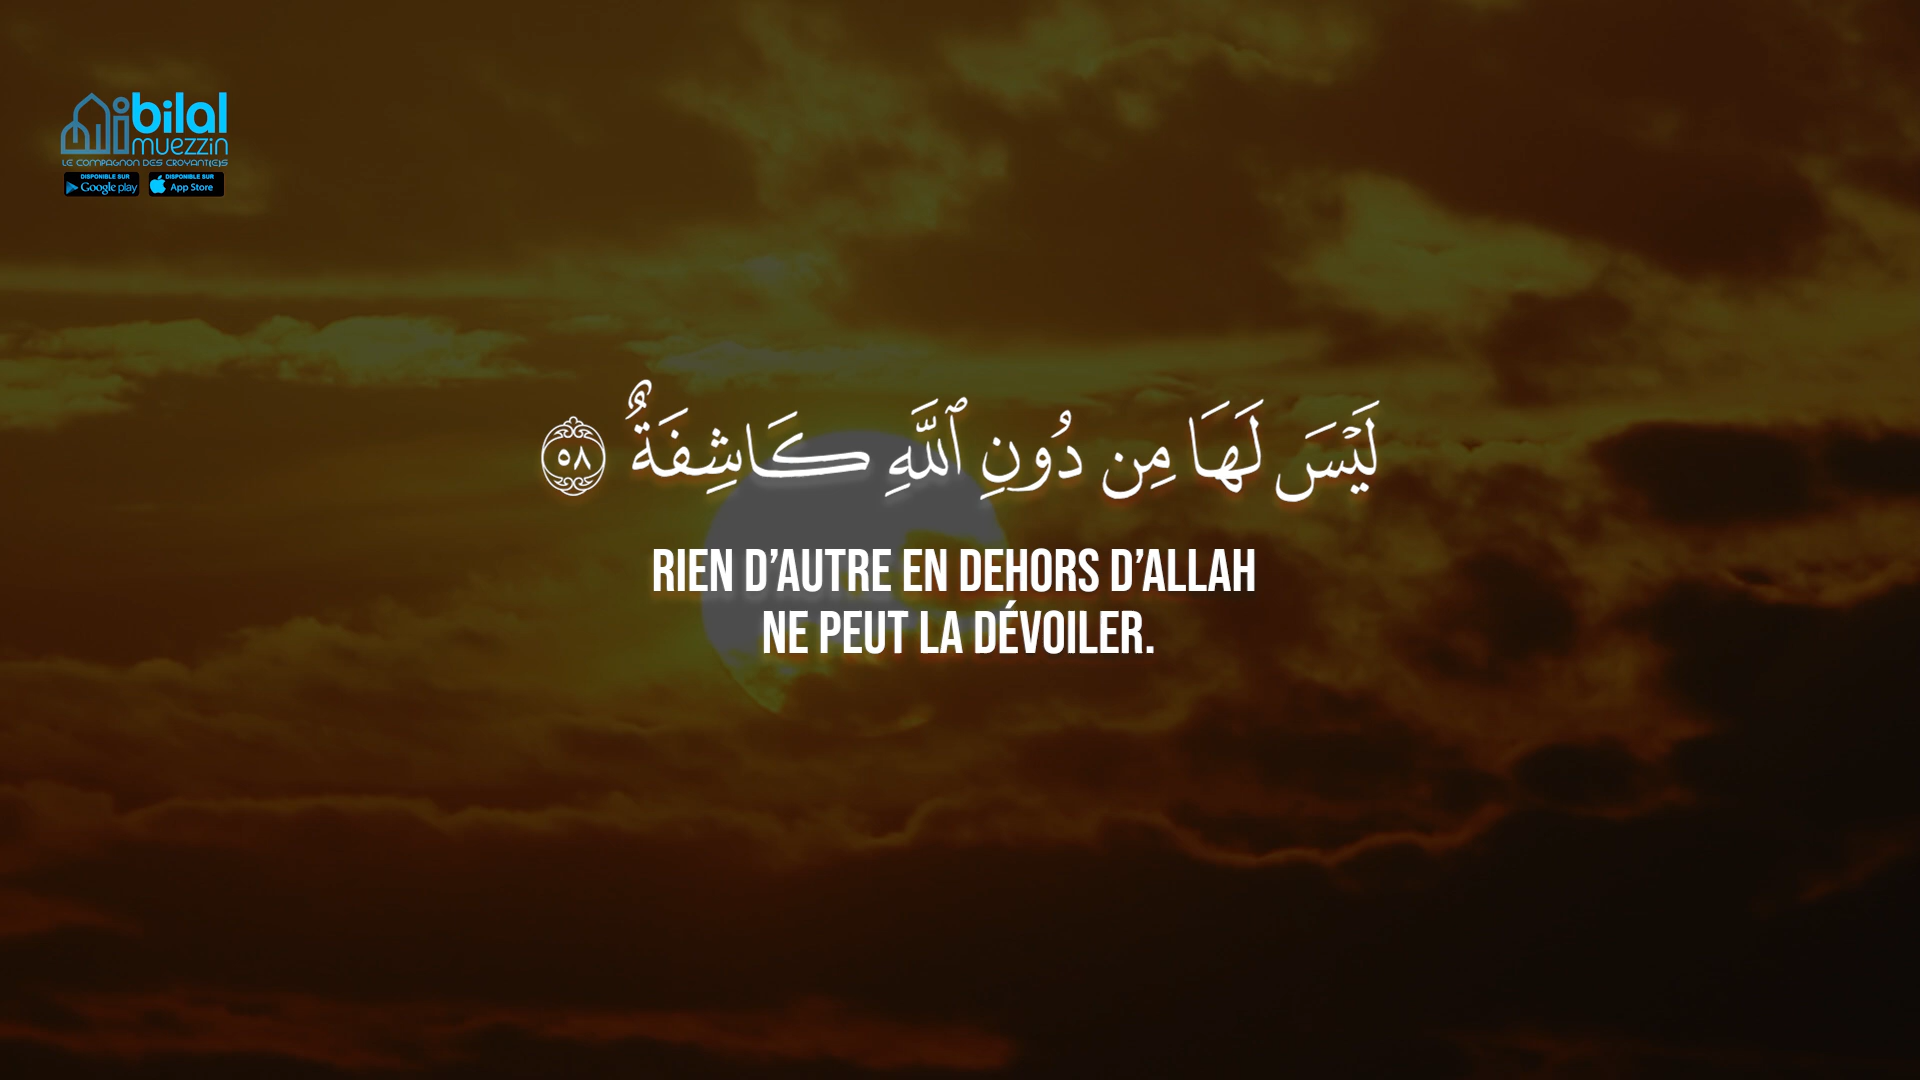 bilal
muezzin
LE COMPAGNON DES CROYANT(E)S
DISPONIBLE SUR
Google play
DISPONIBLE SUR
App Store
لَيْسَ لَهَا مِن دُونِ ٱللَّهِ كَاشِفَةٌ ٥٨
RIEN D’AUTRE EN DEHORS D’ALLAH
NE PEUT LA DÉVOILER.